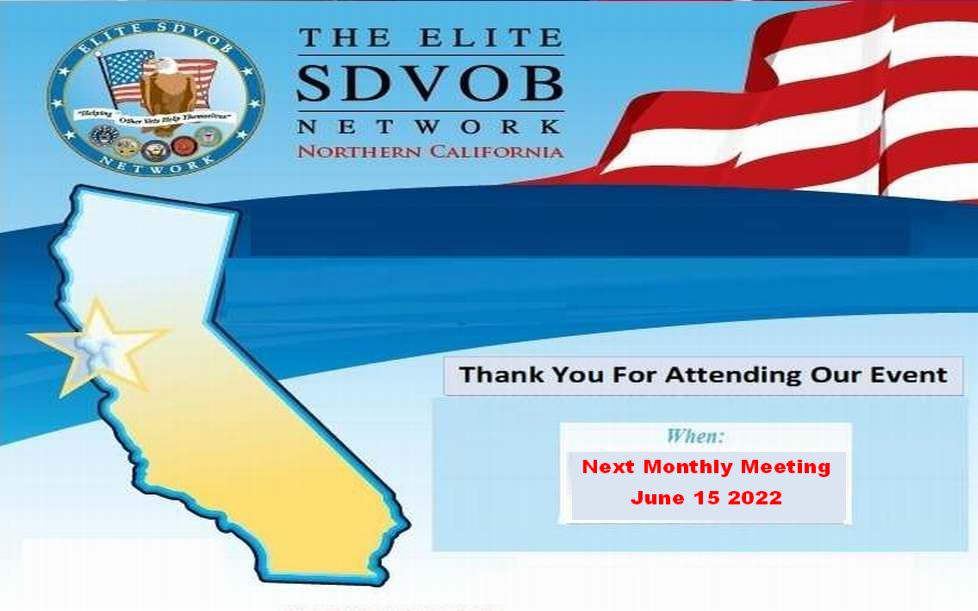 ELITE SDVOB
"Helping Other Vets Help Themselves"
NETWORK
THE ELITE
SDVOB
NETWORK
NORTHERN CALIFORNIA
Thank You For Attending Our Event
When:
Next Monthly Meeting
June 15 2022